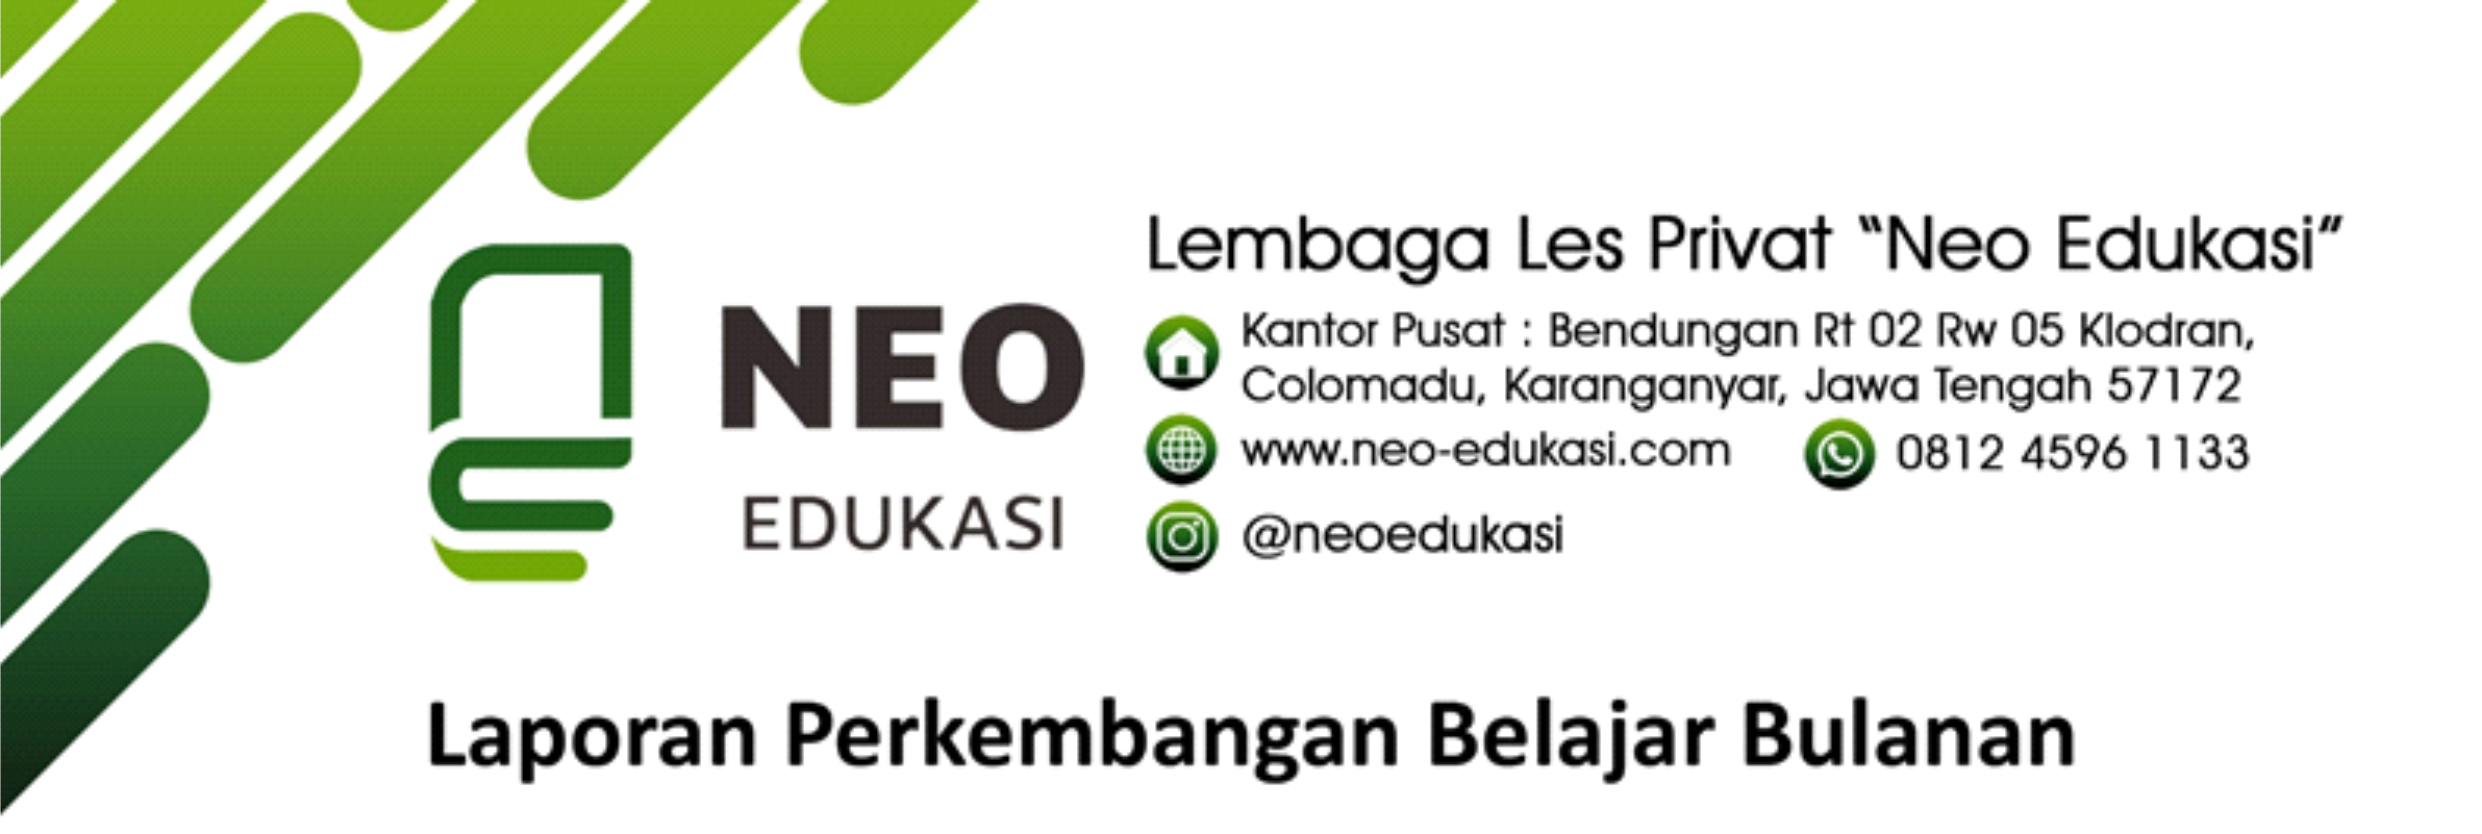 NEO
EDUKASI
Lembaga Les Privat “Neo Edukasi”
Kantor Pusat : Bendungan Rt 02 Rw 05 Klodran,
Colomadu, Karanganyar, Jawa Tengah 57172
www.neo-edukasi.com
0812 4596 1133
@neoedukasi
Laporan Perkembangan Belajar Bulanan